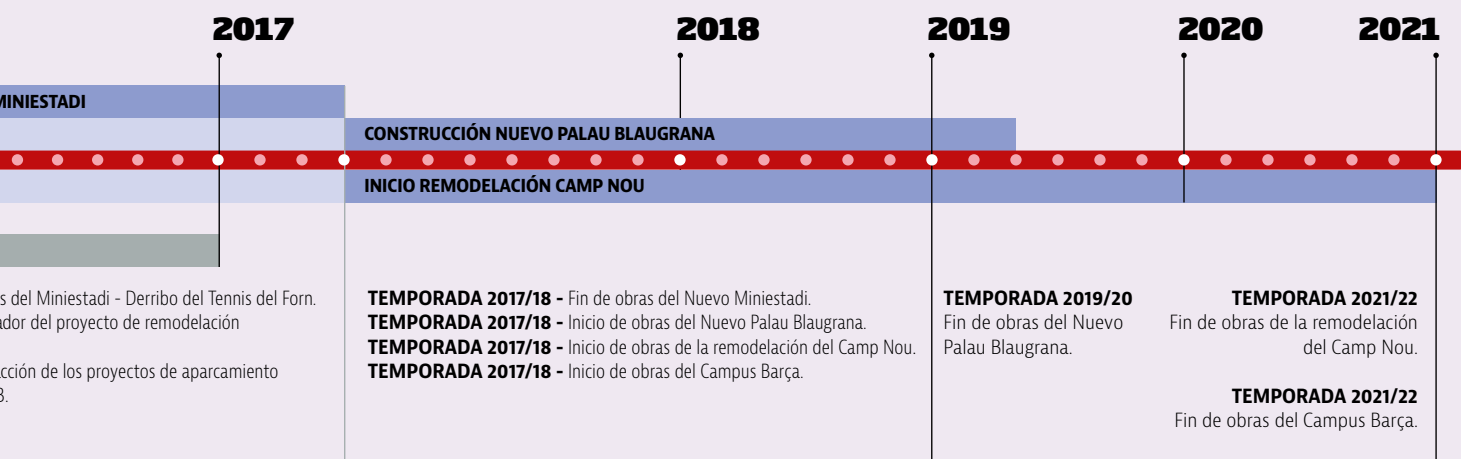 2017
2018
2019
2020
2021
MINIESTADI
CONSTRUCCIÓN NUEVO PALAU BLAUGRANA
INICIO REMODELACIÓN CAMP NOU
del Miniestadi - Derribo del Tennis del Forn.
del proyecto de remodelación
de los proyectos de aparcamiento
TEMPORADA 2017/18 - Fin de obras del Nuevo Miniestadi.
TEMPORADA 2017/18 - Inicio de obras del Nuevo Palau Blaugrana.
TEMPORADA 2017/18 - Inicio de obras de la remodelación del Camp Nou.
TEMPORADA 2017/18 - Inicio de obras del Campus Barça.
TEMPORADA 2019/20
Fin de obras del Nuevo
Palau Blaugrana.
TEMPORADA 2021/22
Fin de obras de la remodelación
del Camp Nou.
TEMPORADA 2021/22
Fin de obras del Campus Barça.